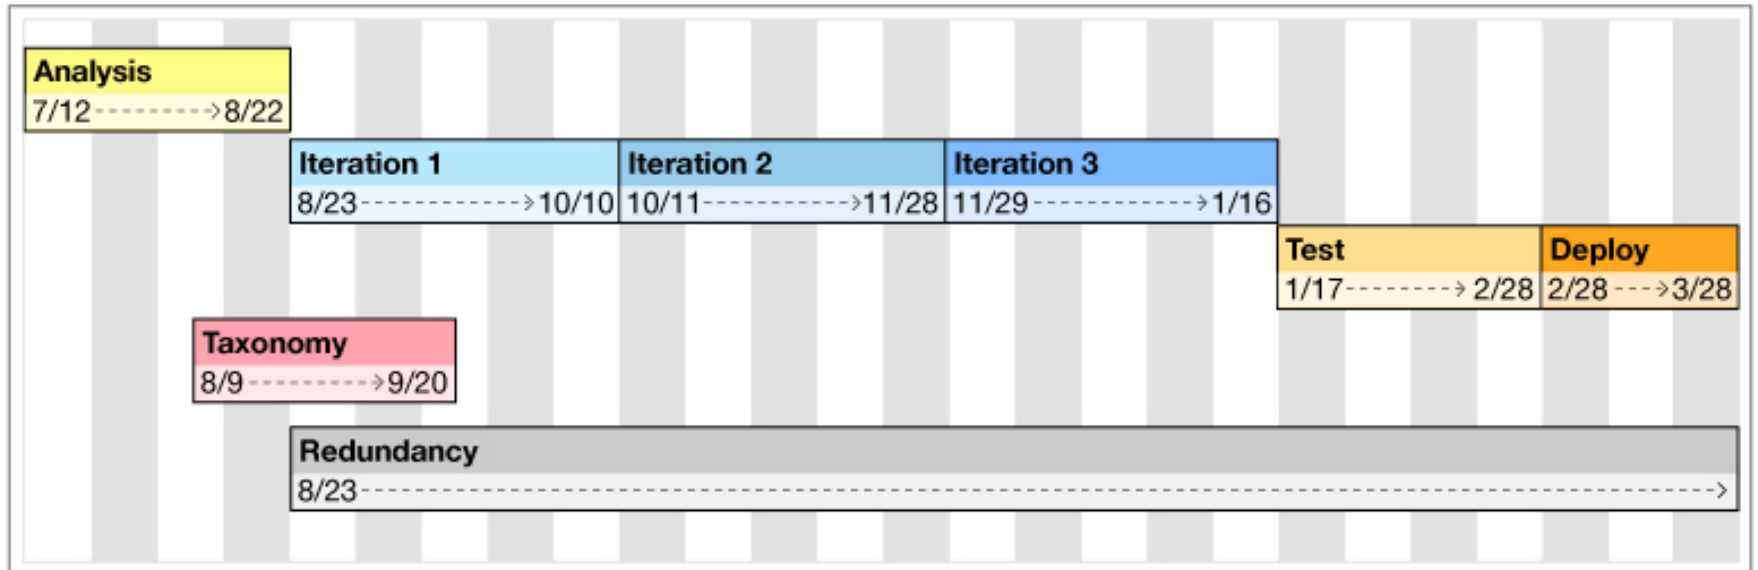 Analysis
7/12 8/22
Iteration 1
8/23 10/10
Iteration 2
10/11 11/28
Iteration 3
11/29 1/16
Test
1/17 2/28
Deploy
2/28 3/28
Taxonomy
8/9 9/20
Redundancy
8/23